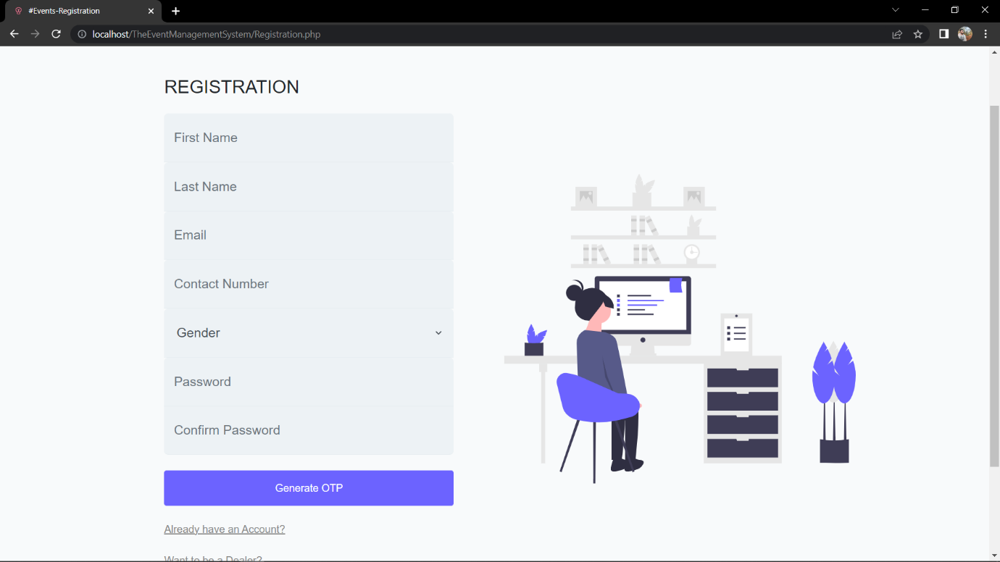 #Events-Registration
localhost/TheEventManagementSystem/Registration.php
REGISTRATION
First Name
Last Name
Email
Contact Number
Gender
Password
Confirm Password
Generate OTP
Already have an Account?
Want to be a Dealer?